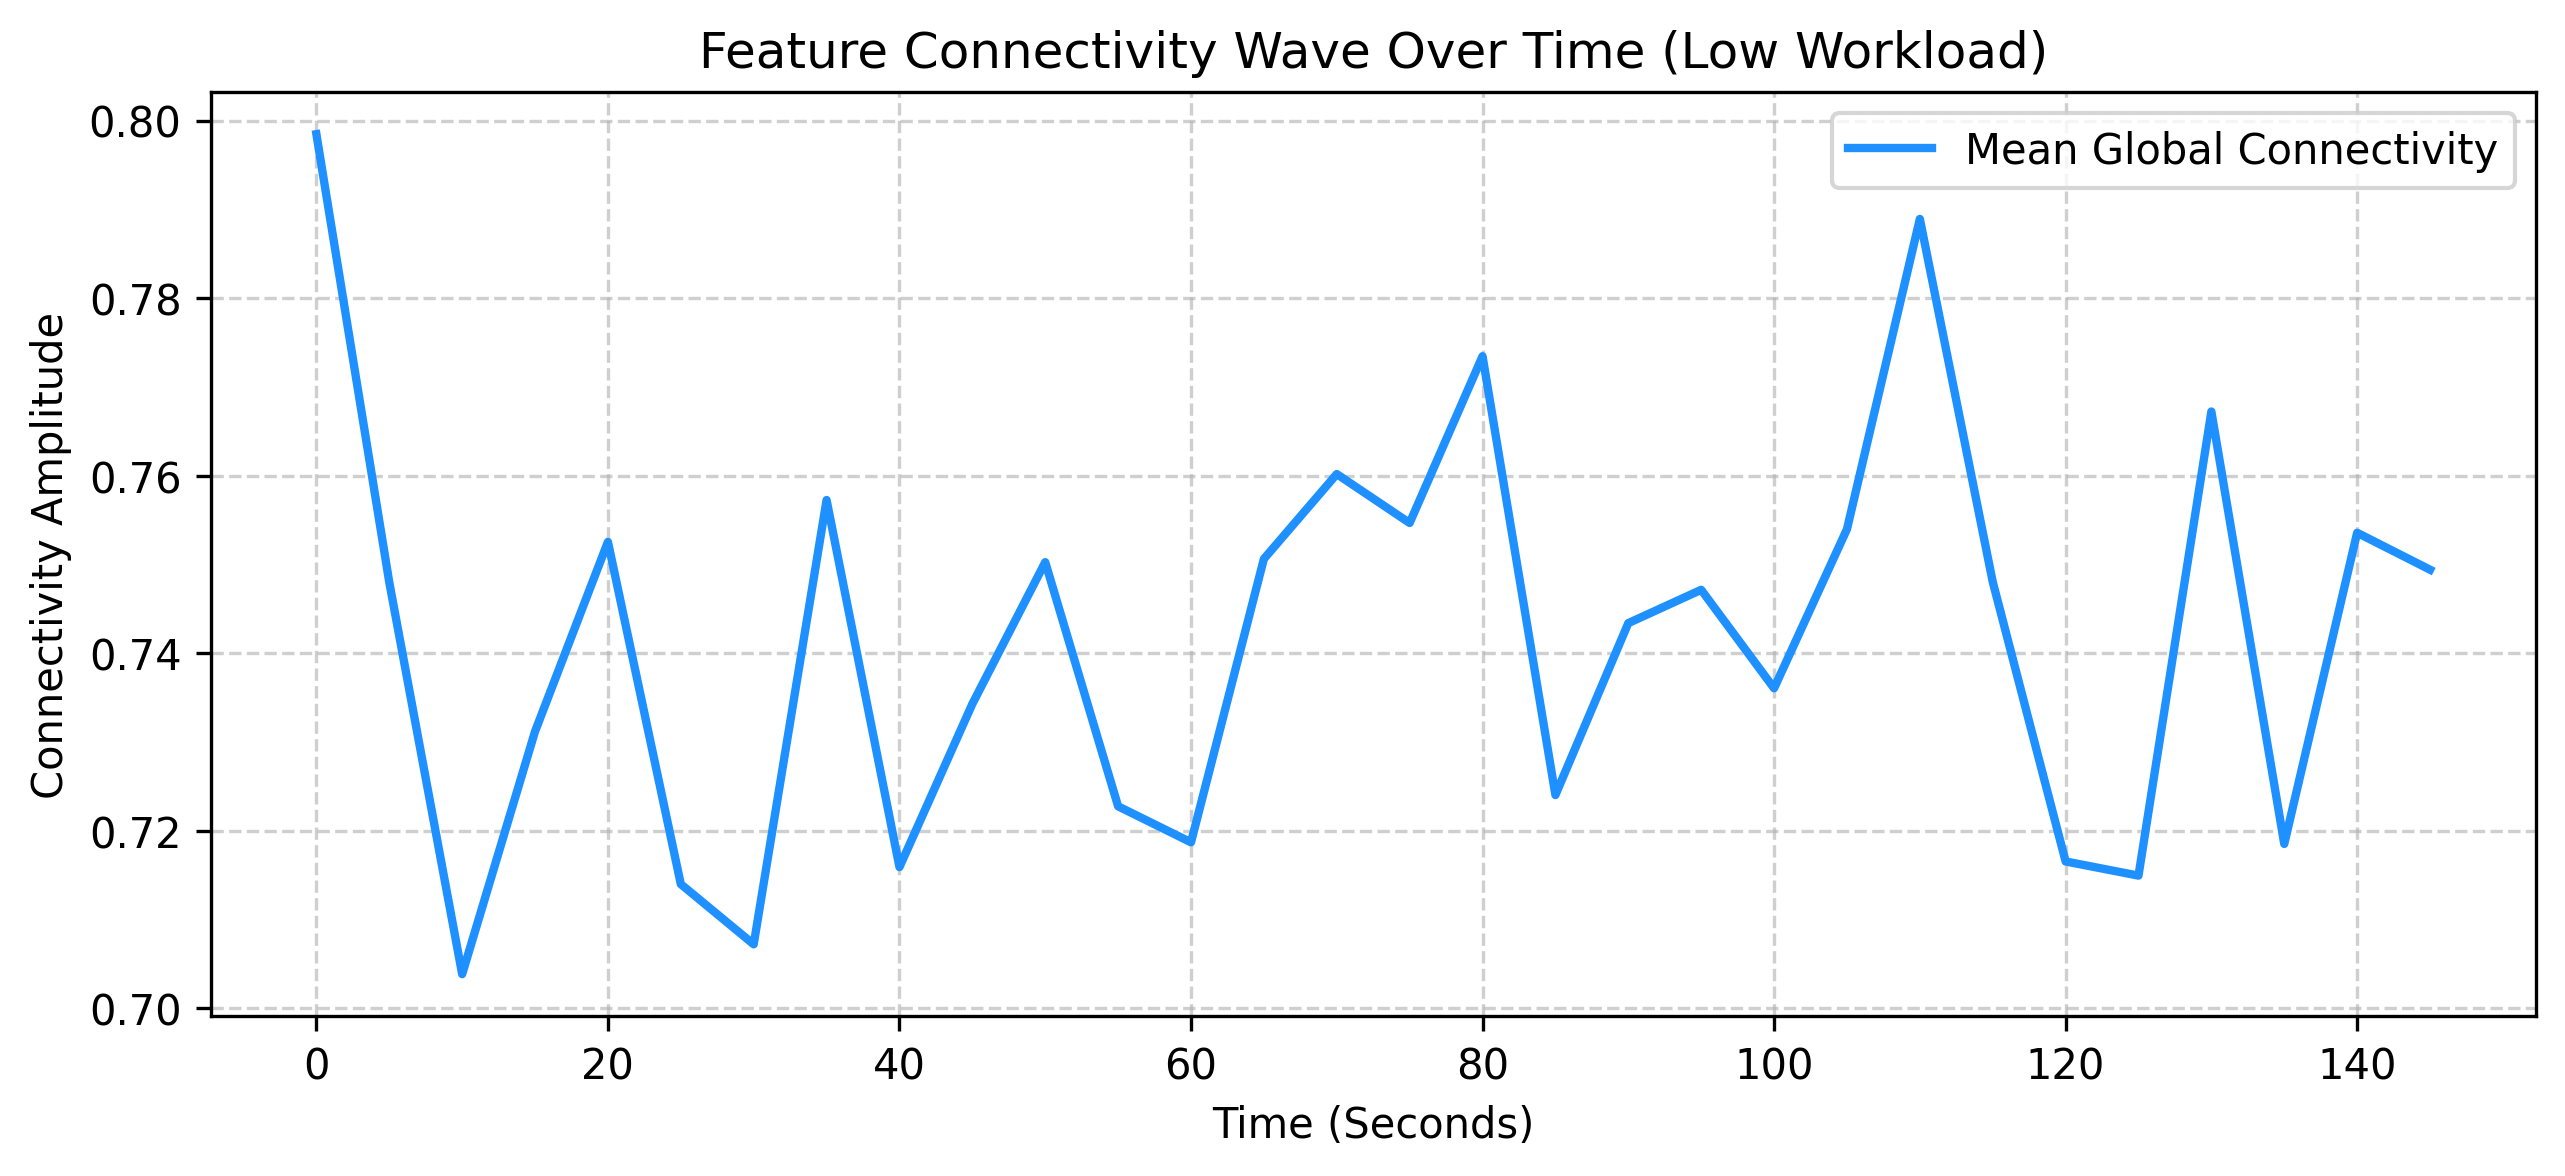 Feature Connectivity Wave Over Time (Low Workload)
Mean Global Connectivity
Connectivity Amplitude
0.80
0.78
0.76
0.74
0.72
0.70
0 20 40 60 80 100 120 140
Time (Seconds)